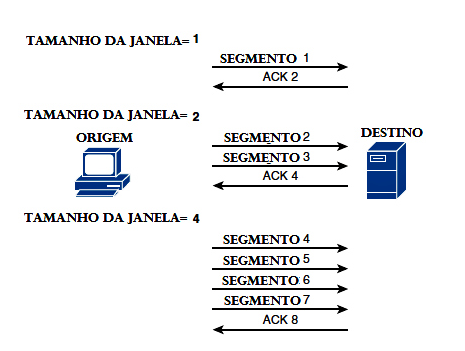 TAMANHO DA JANELA= 1
SEGMENTO 1
ACK 2
TAMANHO DA JANELA= 2
ORIGEM
SEGMENTO 2
DESTINO
SEGMENTO 3
ACK 4
TAMANHO DA JANELA= 4
SEGMENTO 4
SEGMENTO 5
SEGMENTO 6
SEGMENTO 7
ACK 8